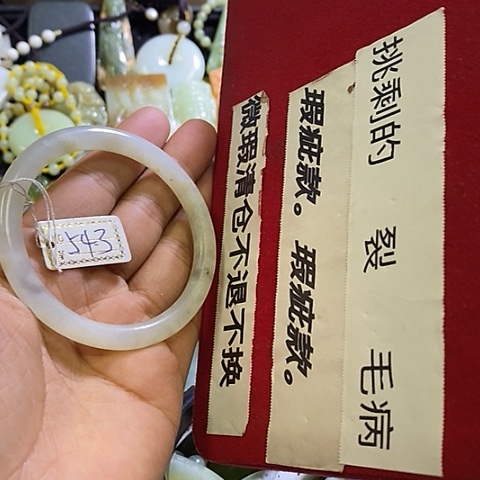 挑剩的 裂 毛病
瑕疵款。瑕疵款。
微瑕清仓不退不换
543